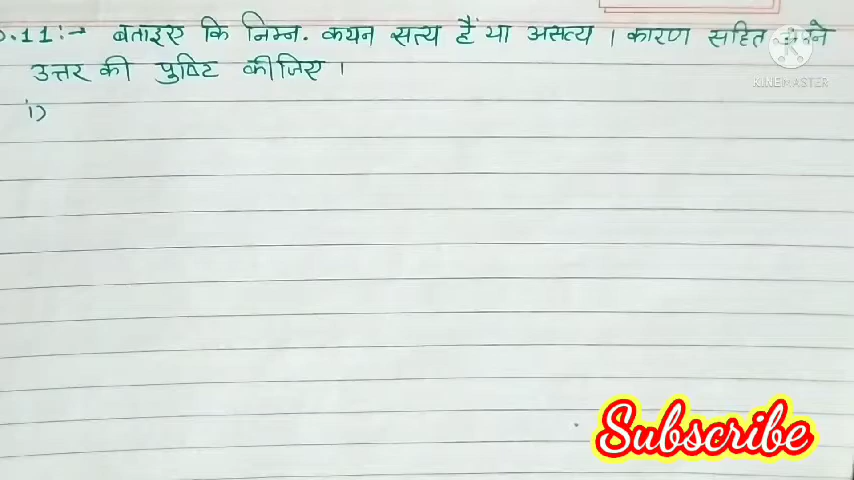 .11:→ बताइए कि निम्न. कथन सत्य हैं या असत्य । कारण सहित अपने
उत्तर की पुष्टि कीजिए ।
i)
KINEMASTER
Subscribe